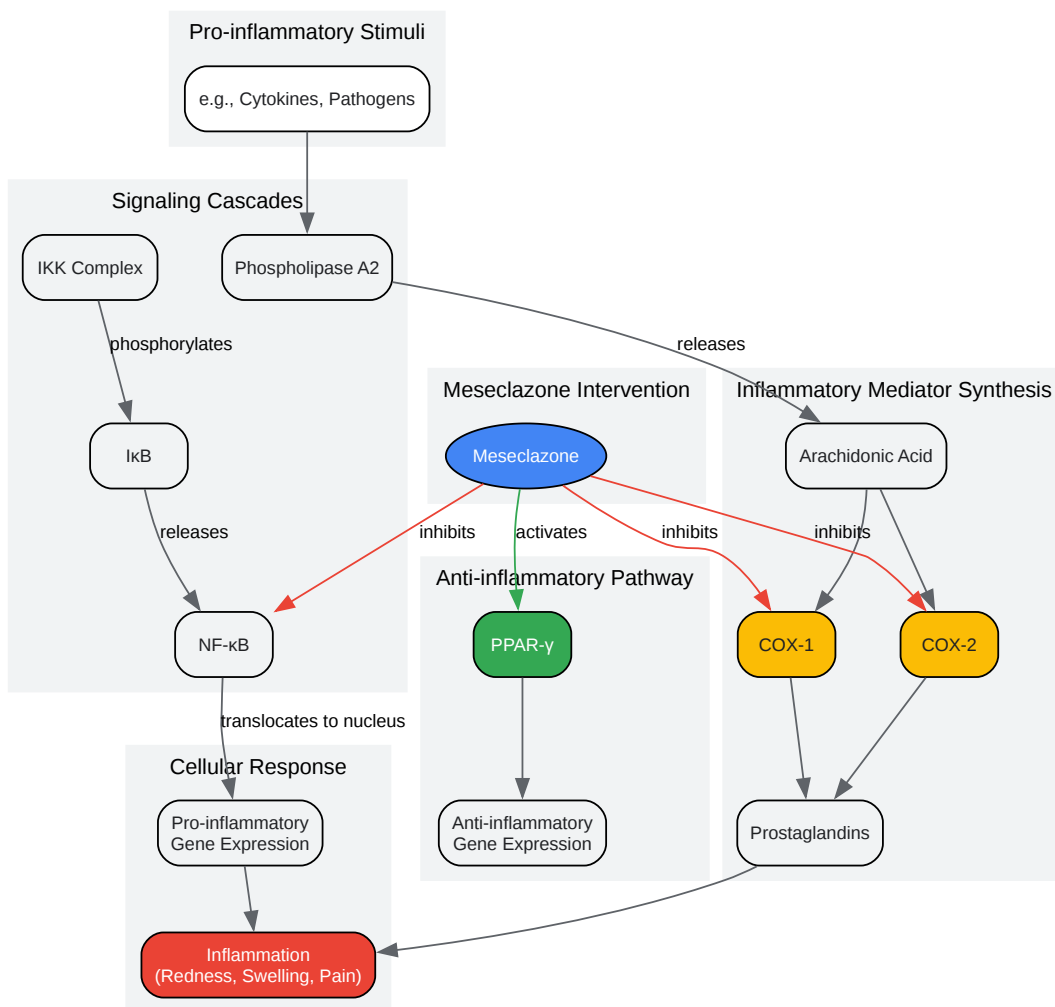 Pro-inflammatory Stimuli
e.g., Cytokines, Pathogens
Signaling Cascades
IKK Complex
Phospholipase A2
phosphorylates
releases
Meseclazone Intervention
Inflammatory Mediator Synthesis
IκB
Meseclazone
Arachidonic Acid
releases
inhibits
activates
inhibits
inhibits
Anti-inflammatory Pathway
NF-κB
PPAR-γ
COX-1
COX-2
translocates to nucleus
Cellular Response
Pro-inflammatory
Gene Expression
Anti-inflammatory
Gene Expression
Prostaglandins
Inflammation
(Redness, Swelling, Pain)